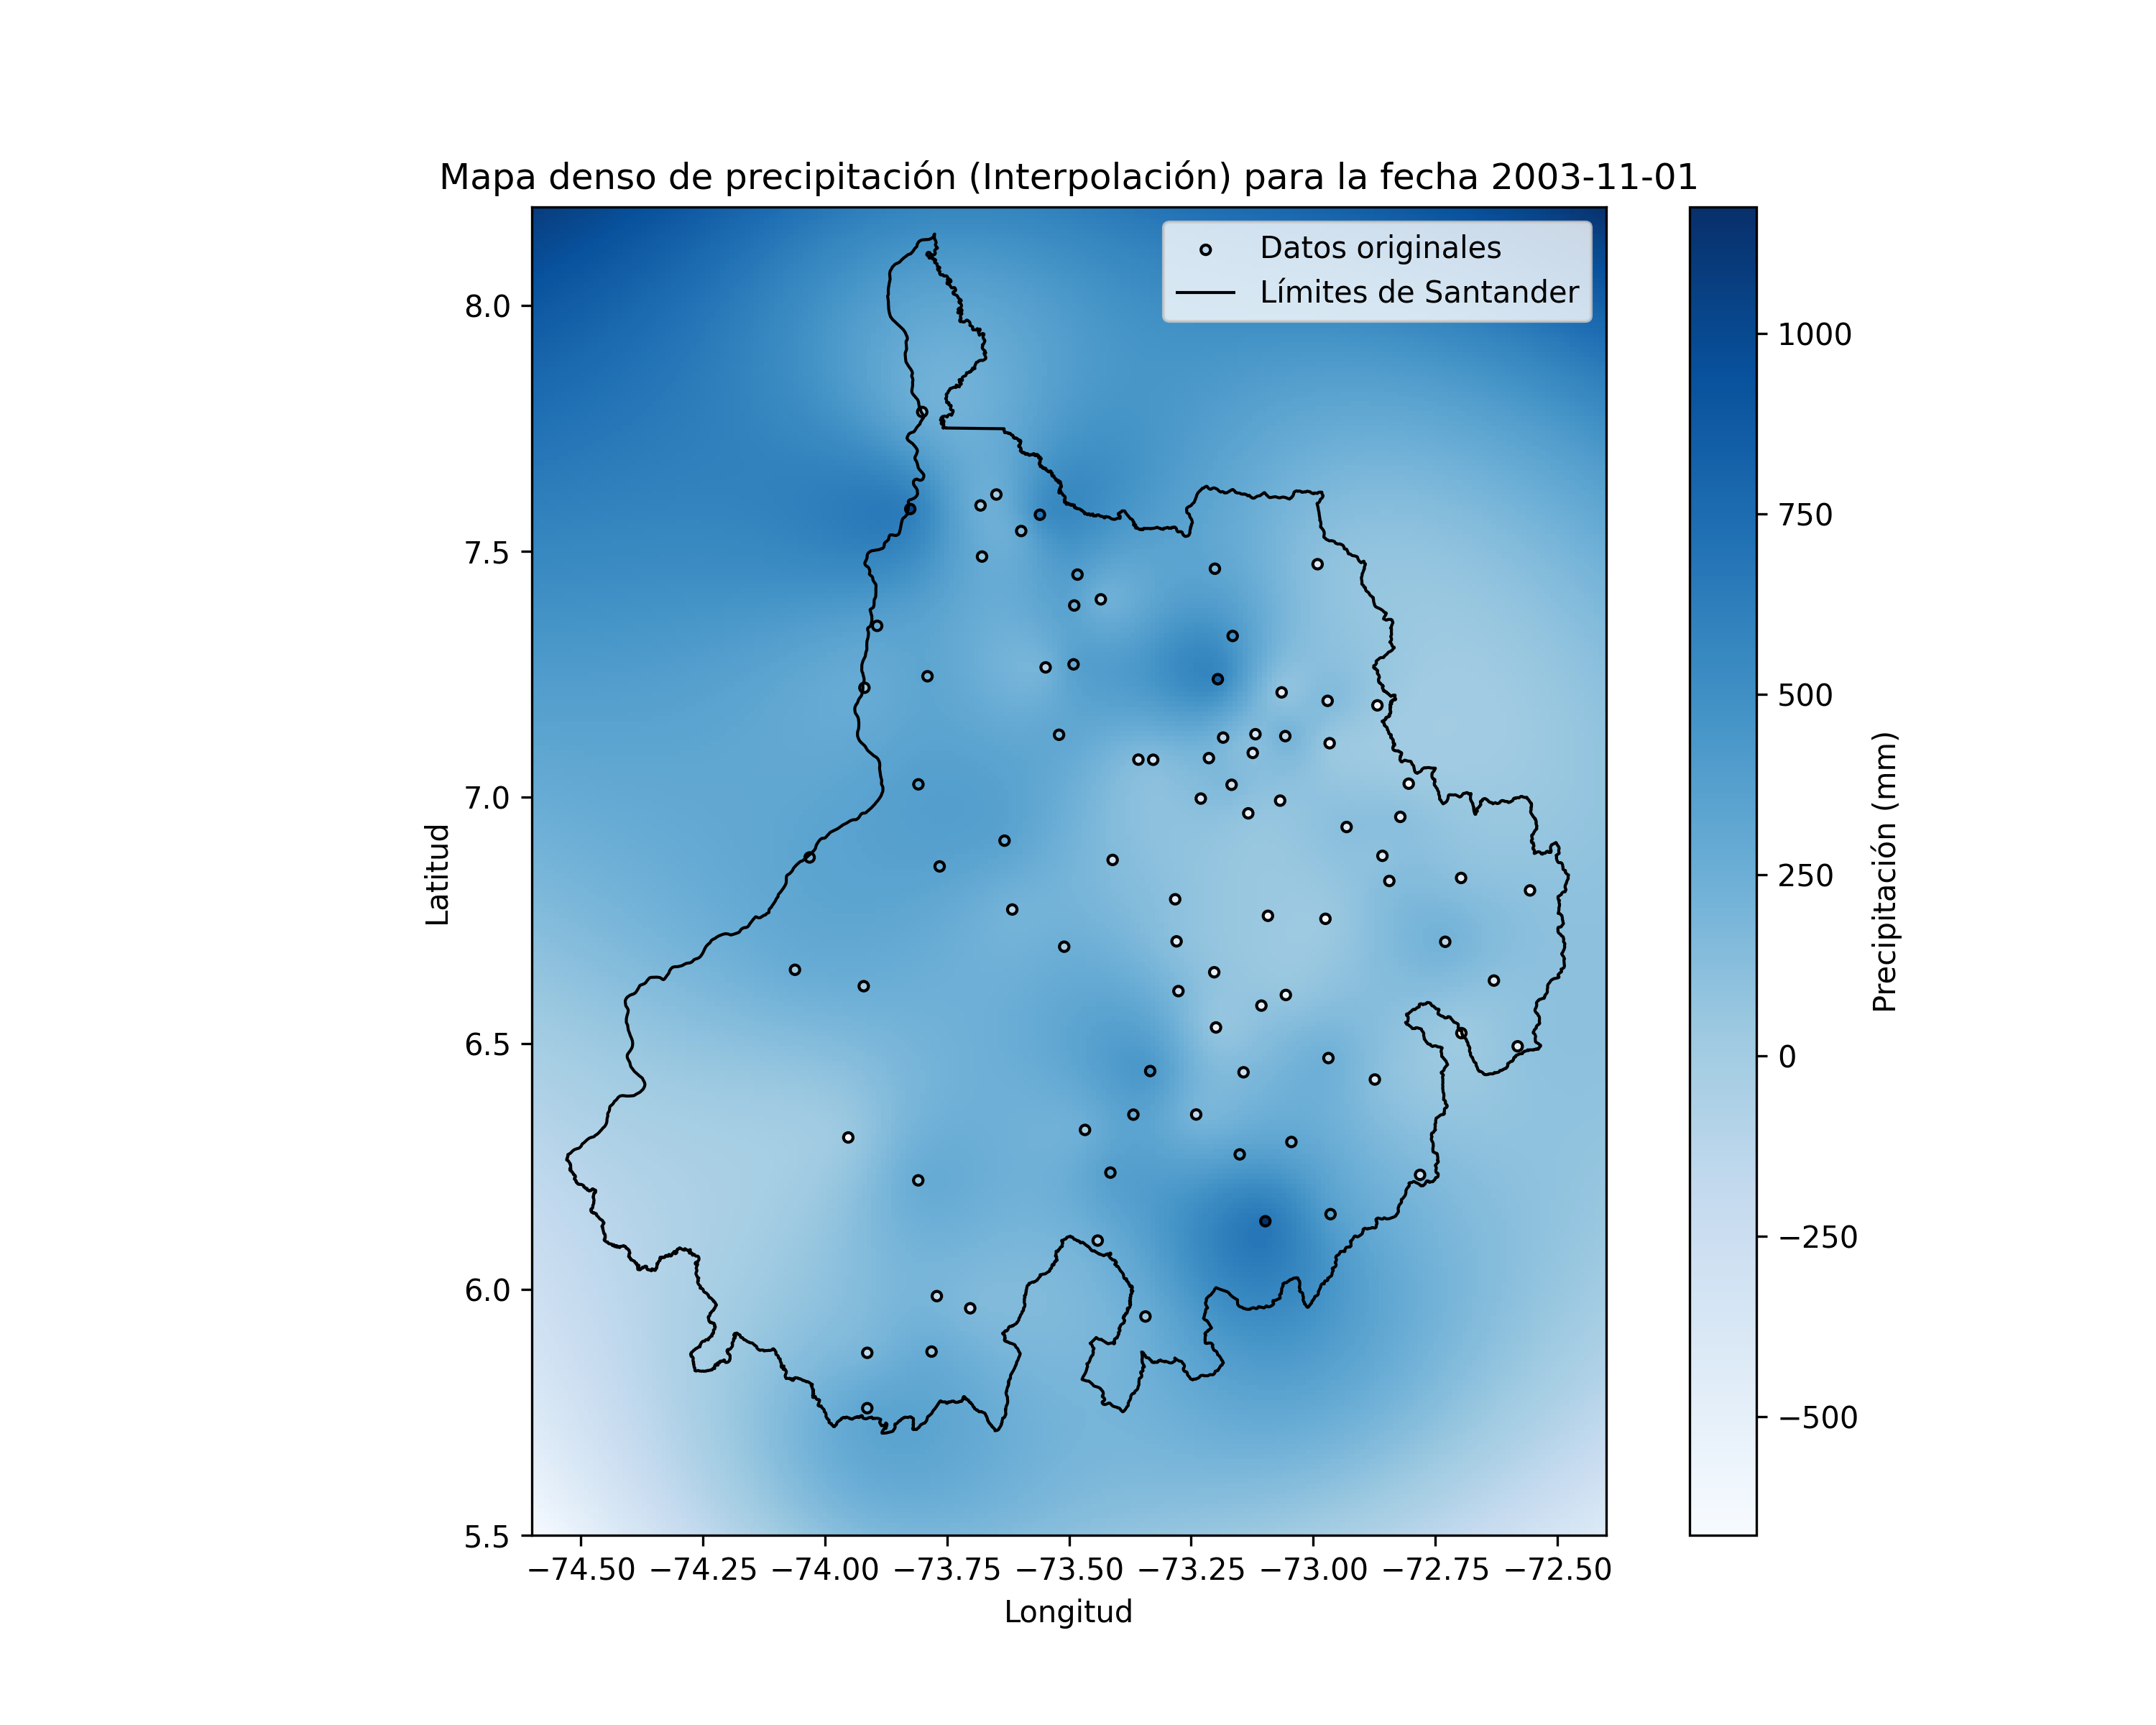 Mapa denso de precipitación (Interpolación) para la fecha 2003-11-01
Datos originales
Límites de Santander
8.0
7.5
7.0
6.5
6.0
5.5
Latitud
−74.50 −74.25 −74.00 −73.75 −73.50 −73.25 −73.00 −72.75 −72.50
Longitud
1000
750
500
250
0
−250
−500
Precipitación (mm)